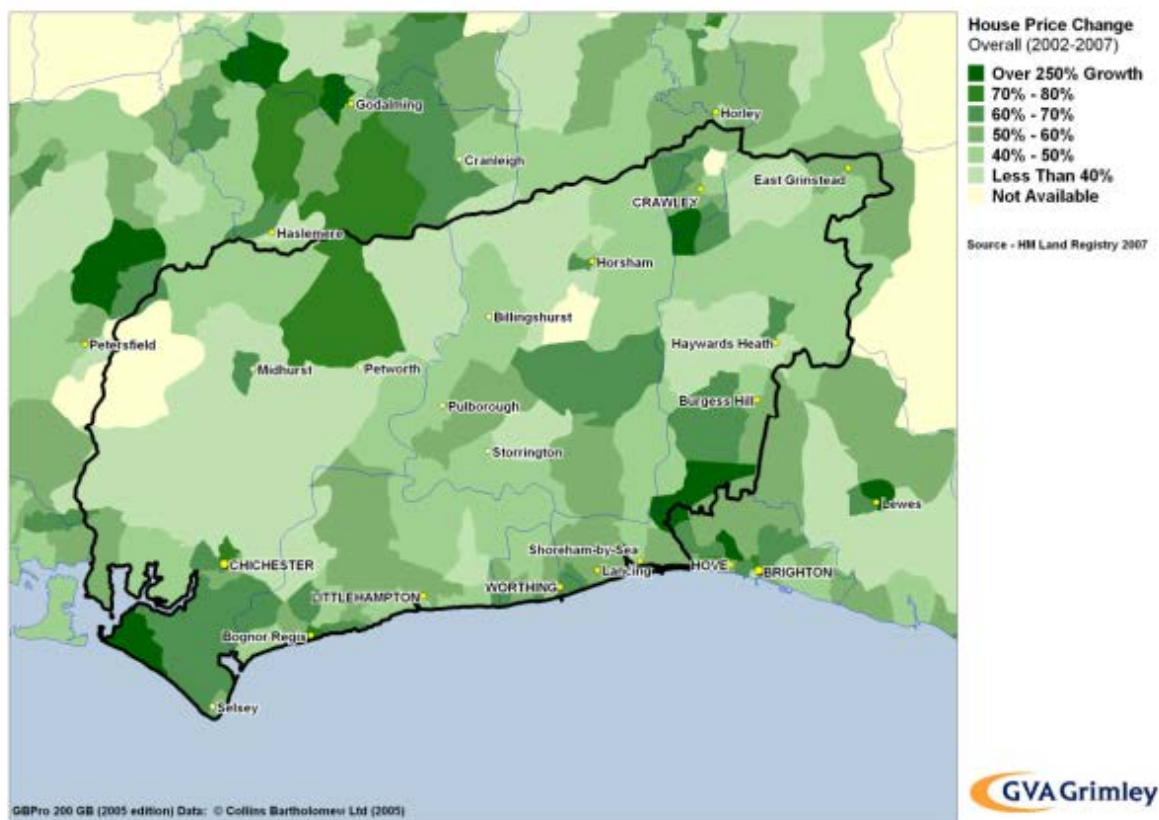 House Price Change
Overall (2002-2007)
Over 250% Growth
70% - 80%
60% - 70%
50% - 60%
40% - 50%
Less Than 40%
Not Available
Source - HM Land Registry 2007
Godalming
Horley
Cranleigh
East Grinstead
CRAWLEY
Haslemere
Horsham
Billingshurst
Petersfield
Haywards Heath
Midhurst
Petworth
Burgess Hill
Pulborough
Storrington
Lewes
Shoreham-by-Sea
CHICHESTER
Lancing
HOVE
BRIGHTON
WORTHING
LITTLEHAMPTON
Bognor Regis
Selsey
GBPro 200 GB (2005 edition) Data: © Collins Bartholomew Ltd (2005)
GVA Grimley